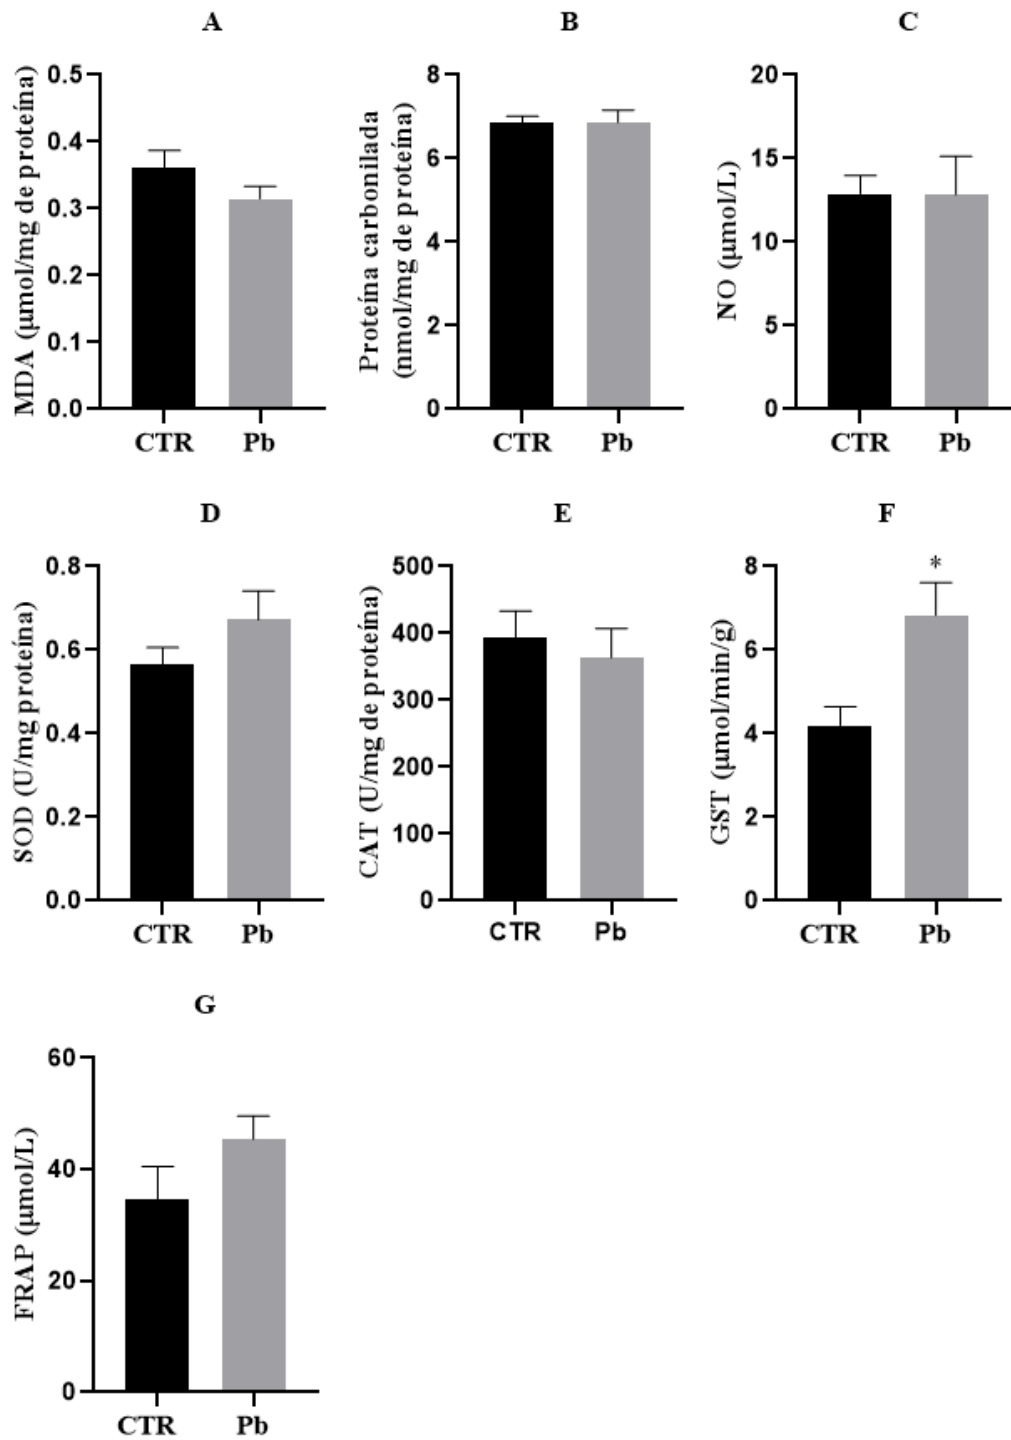 A
MDA (µmol/mg de proteína)
0.5
0.4
0.3
0.2
0.1
0.0
CTR Pb
B
Proteína carbonilada
(nmol/mg de proteína)
8
6
4
2
0
CTR Pb
C
NO (µmol/L)
20
15
10
5
0
CTR Pb
D
SOD (U/mg proteína)
0.8
0.6
0.4
0.2
0.0
CTR Pb
E
CAT (U/mg de proteína)
500
400
300
200
100
0
CTR Pb
F
GST (µmol/min/g)
8
6
4
2
0
*
CTR Pb
G
FRAP (µmol/L)
60
40
20
0
CTR Pb